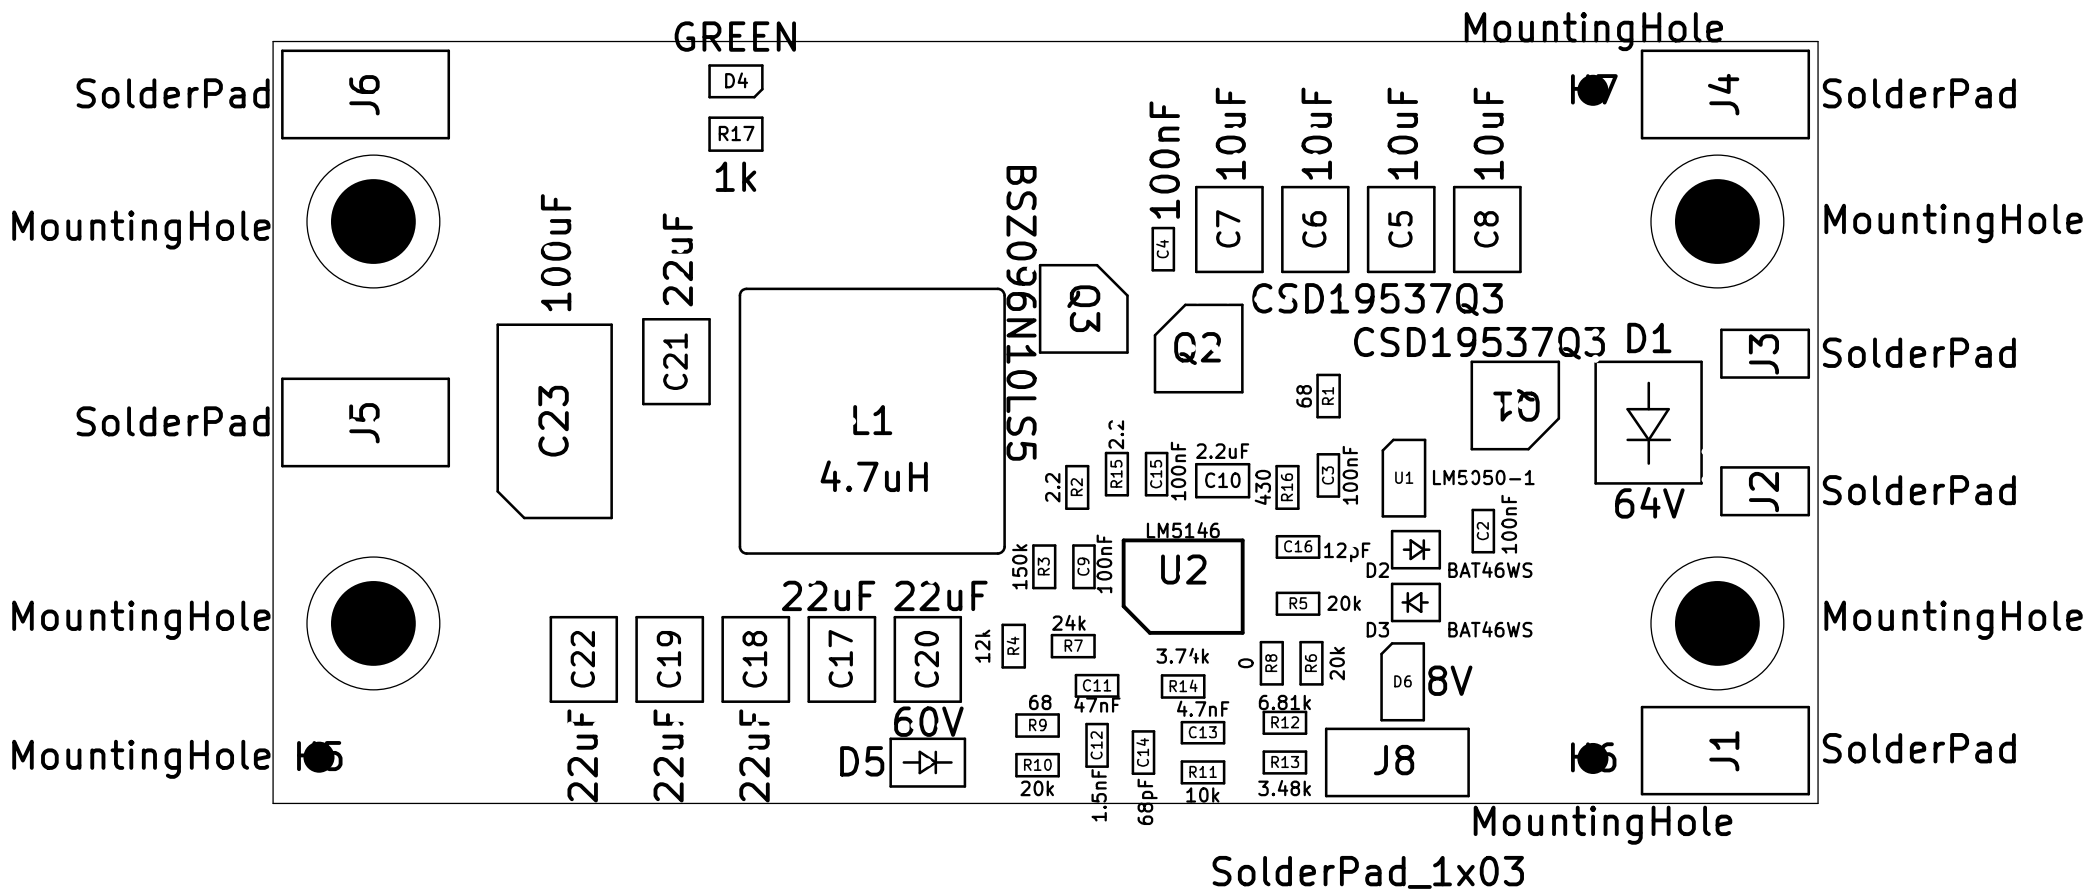 GREEN
MountingHole
J6
D4
H7
J4
SolderPad
SolderPad
R17
1k
100nF
10uF
10uF
10uF
10uF
MountingHole
MountingHole
100uF
22uF
C4
C7
C6
C5
C8
BSZ096N10LS5
Q3
CSD19537Q3
Q2
CSD19537Q3
D1
J3
SolderPad
C21
C23
68
R1
Q1
SolderPad
J5
L1
4.7uH
2.2
R2
2.2
R15
C15
100nF
2.2uF
C10
430
R16
C3
100nF
U1
LM5050-1
64V
J2
SolderPad
C2
100nF
LM5146
U2
150k
R3
C9
100nF
C16
12pF
D2
BAT46WS
R5
20k
D3
BAT46WS
22uF
22uF
MountingHole
MountingHole
C22
C19
C18
C17
C20
12k
R4
24k
R7
3.74k
R14
0
R8
R6
20k
D6
8V
C11
47nF
68
R9
4.7nF
C13
6.81k
R12
22uF
22uF
22uF
60V
D5
R10
20k
C12
1.5nF
C14
68pF
R11
10k
R13
3.48k
J8
H6
J1
SolderPad
MountingHole
H5
MountingHole
SolderPad_1x03